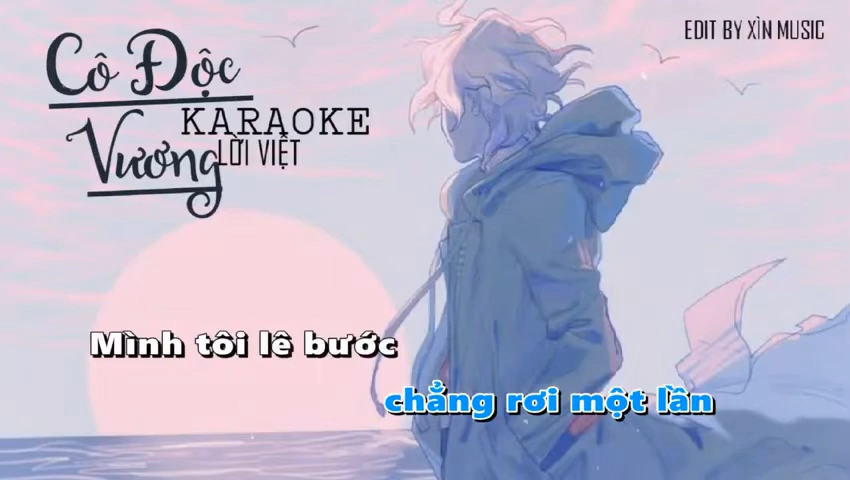 EDIT BY XÌN MUSIC
Cô Độc
KARAOKE
Vương
LỜI VIỆT
Mình tôi lê bước
chẳng rơi một lần